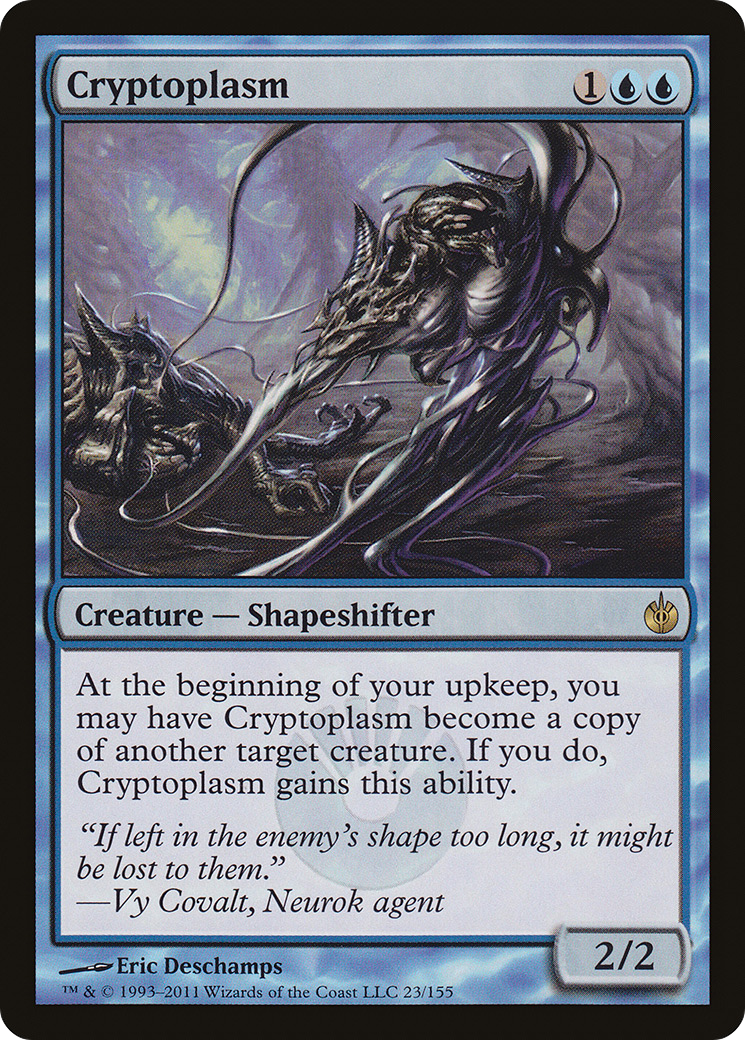 Cryptoplasm 1
Creature — Shapeshifter
At the beginning of your upkeep, you
may have Cryptoplasm become a copy
of another target creature. If you do,
Cryptoplasm gains this ability.
“If left in the enemy’s shape too long, it might
be lost to them.”
—Vy Covalt, Neurok agent
2/2
Eric Deschamps
™ & © 1993–2011 Wizards of the Coast LLC 23/155